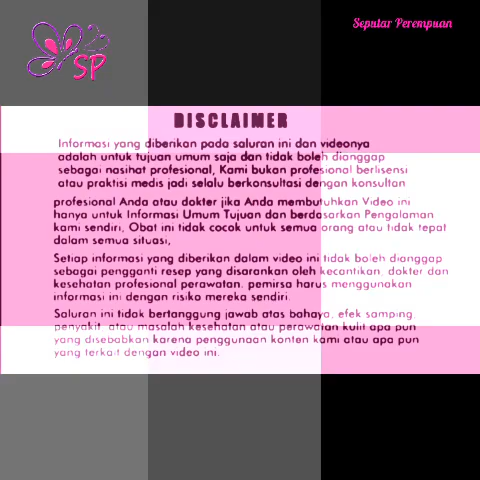 Seputar Perempuan
SP
DISCLAIMER
Informasi yang diberikan pada saluran ini dan videonya
adalah untuk tujuan umum saja dan tidak boleh dianggap
sebagai nasihat profesional, Kami bukan profesional berlisensi
atau praktisi medis jadi selalu berkonsultasi dengan konsultan
profesional Anda atau dokter jika Anda membutuhkan Video ini
hanya untuk Informasi Umum Tujuan dan berdasarkan Pengalaman
kami sendiri, Obat ini tidak cocok untuk semua orang atau tidak tepat
dalam semua situasi,
Setiap informasi yang diberikan dalam video ini tidak boleh dianggap
sebagai pengganti resep yang disarankan oleh kecantikan, dokter dan
kesehatan profesional perawatan. pemirsa harus menggunakan
informasi ini dengan risiko mereka sendiri.
Saluran ini tidak bertanggung jawab atas bahaya, efek samping,
penyakit, atau masalah kesehatan atau perawatan kulit apa pun
yang disebabkan karena penggunaan konten kami atau apa pun
yang terkait dengan video ini.